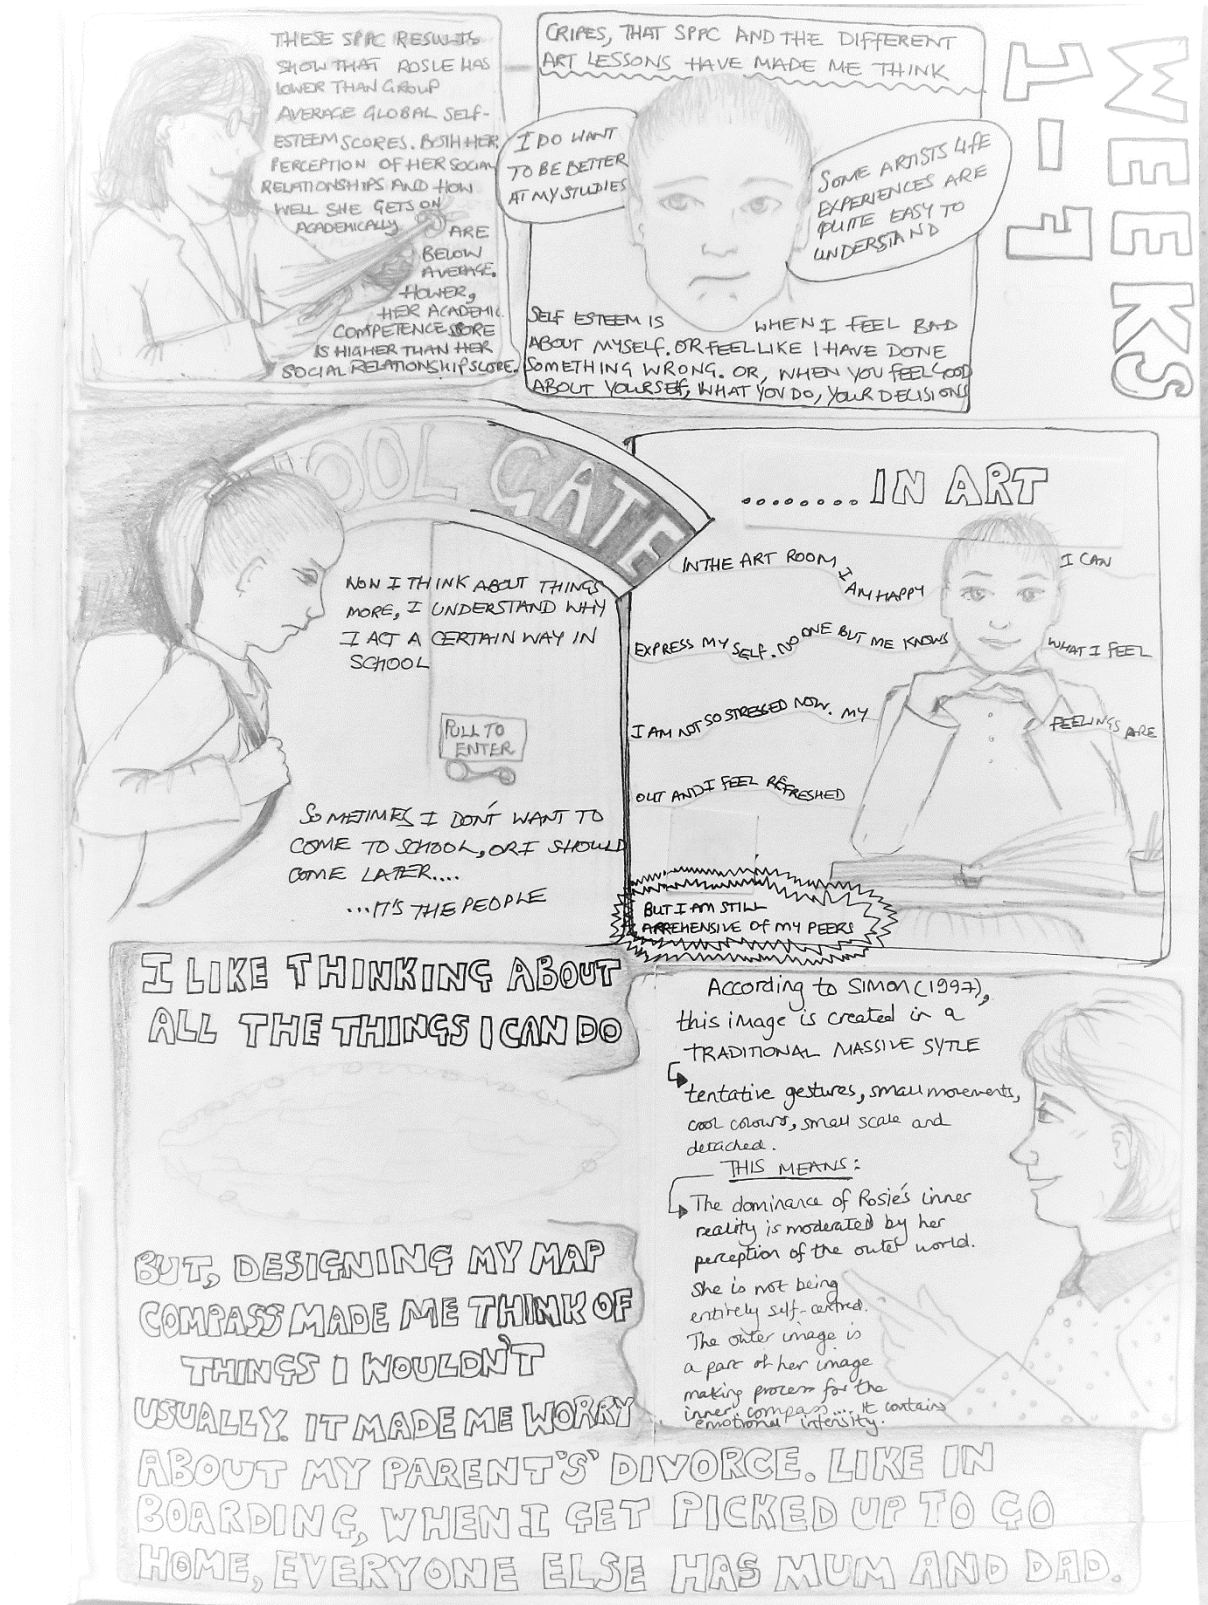 WEEKS
1-7
THESE SPPC RESULTS
SHOW THAT ROSIE HAS
LOWER THAN GROUP
AVERAGE GLOBAL SELF-
ESTEEM SCORES. BOTH HER
PERCEPTION OF HER SOCIAL
RELATIONSHIPS AND HOW
WELL SHE GETS ON
ACADEMICALLY
ARE
BELOW
AVERAGE.
HOWER,
HER ACADEMIC
COMPETENCE SCORE
IS HIGHER THAN HER
SOCIAL RELATIONSHIP SCORE.
CRIPES, THAT SPPC AND THE DIFFERENT
ART LESSONS HAVE MADE ME THINK
I DO WANT
TO BE BETTER
AT MY STUDIES
SOME ARTISTS LIFE
EXPERIENCES ARE
QUITE EASY TO
UNDERSTAND
SELF ESTEEM IS WHEN I FEEL BAD
ABOUT MYSELF. OR FEEL LIKE I HAVE DONE
SOMETHING WRONG. OR, WHEN YOU FEEL GOOD
ABOUT YOURSELF, WHAT YOU DO, YOUR DECISIONS
HOOL GATE
NON I THINK ABOUT THINGS
MORE, I UNDERSTAND WHY
I ACT A CERTAIN WAY IN
SCHOOL
PULL TO
ENTER
SOMETIMES I DON'T WANT TO
COME TO SCHOOL, OR I SHOULD
COME LATER....
...IT'S THE PEOPLE
........IN ART
IN THE ART ROOM I AM HAPPY I CAN
EXPRESS MY SELF. NO ONE BUT ME KNOWS WHAT I FEEL
I AM NOT SO STRESSED NOW. MY FEELINGS ARE
OUT AND I FEEL REFRESHED
BUT I AM STILL
APREHENSIVE OF MY PEERS
I LIKE THINKING ABOUT
ALL THE THINGS I CAN DO
BUT, DESIGNING MY MAP
COMPASS MADE ME THINK OF
THINGS I WOULDN'T
USUALLY. IT MADE ME WORRY
ABOUT MY PARENT'S' DIVORCE. LIKE IN
BOARDING, WHEN I GET PICKED UP TO GO
HOME, EVERYONE ELSE HAS MUM AND DAD.
According to SIMON (1997),
this image is created in a
TRADITIONAL MASSIVE SYTLE
tentative gestures, small movements,
cool colours, small scale and
detached.
THIS MEANS:
The dominance of Rosie's inner
reality is moderated by her
perception of the outer world.
She is not being
entirely self-centred.
The outer image is
a part of her image
making process for the
inner compass.... It contains
emotional intensity.